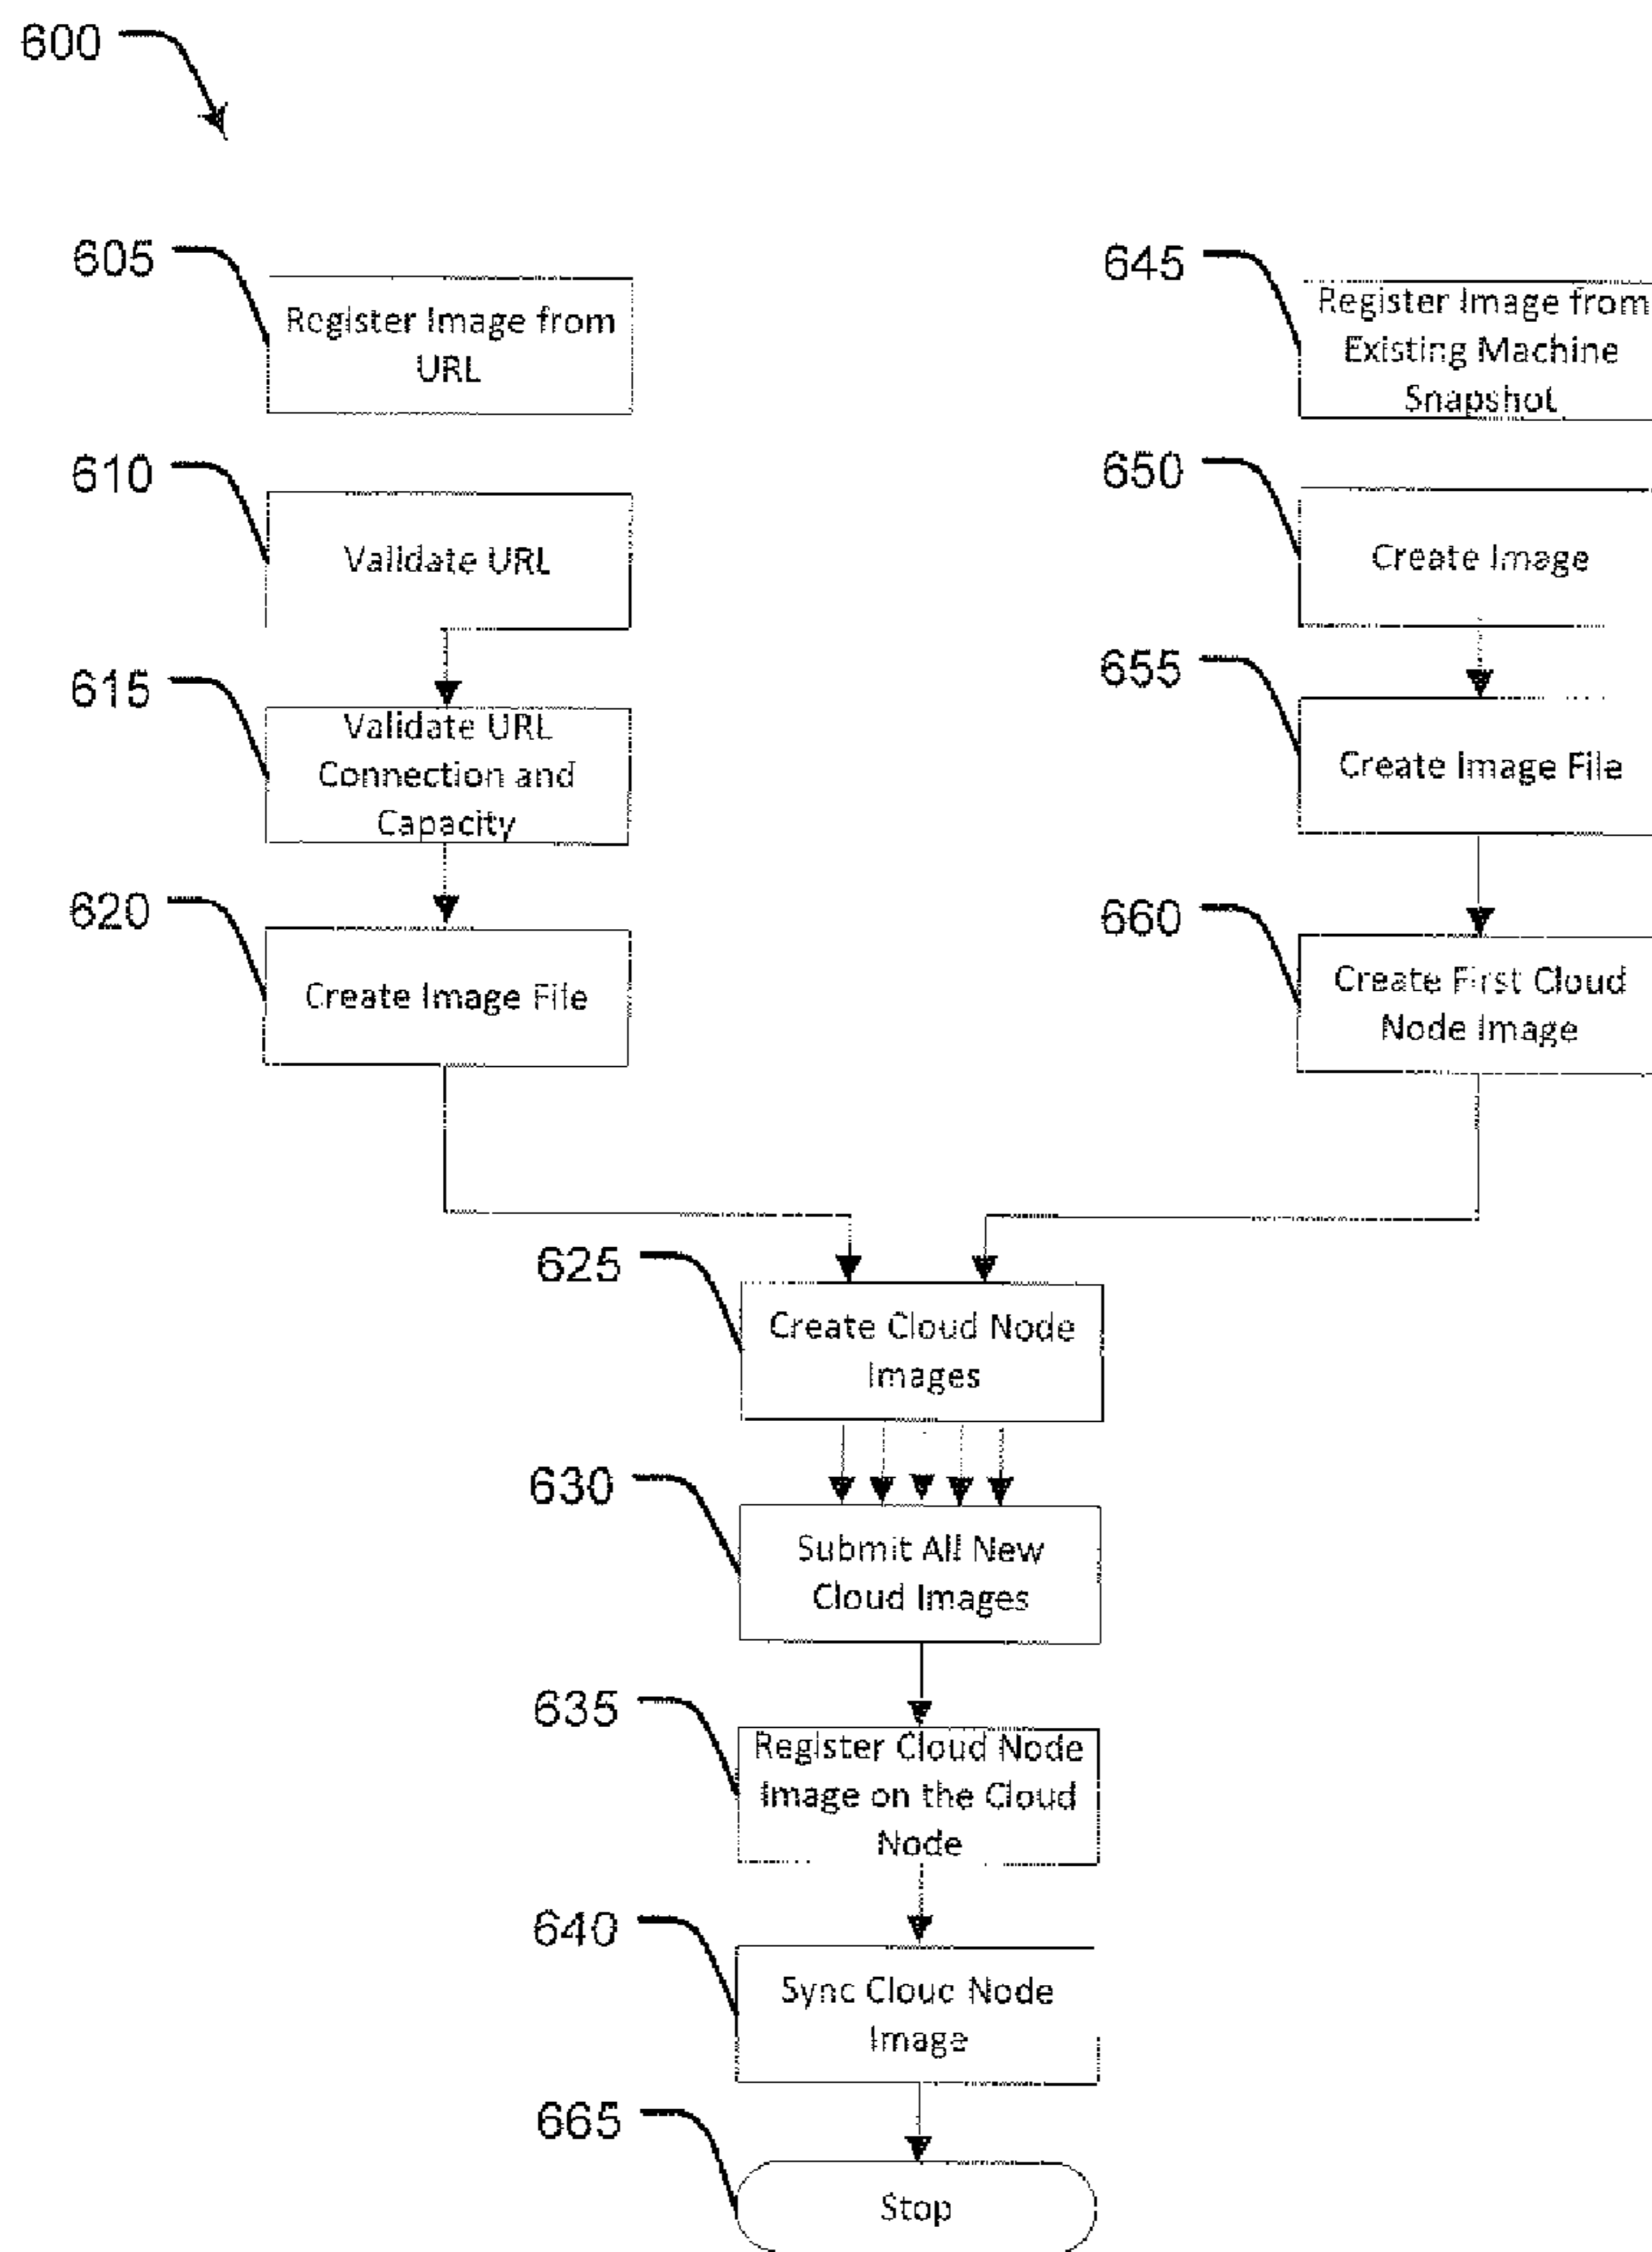 600
605
Register Image from
URL
610
Validate URL
615
Validate URL
Connection and
Capacity
620
Create Image File
645
Register Image from
Existing Machine
Snapshot
650
Create Image
655
Create Image File
660
Create First Cloud
Node Image
625
Create Cloud Node
Images
630
Submit All New
Cloud Images
635
Register Cloud Node
Image on the Cloud
Node
640
Sync Cloud Node
Image
665
Stop